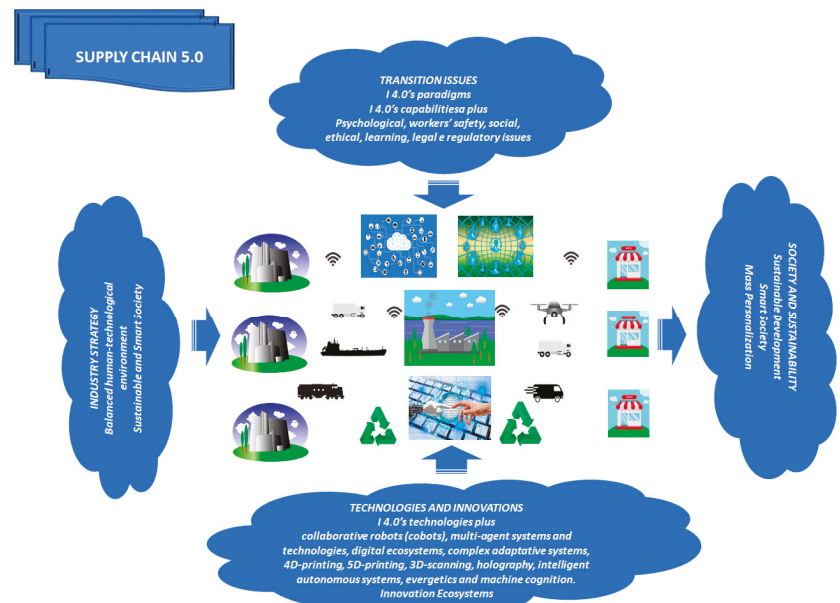 SUPPLY CHAIN 5.0
TRANSITION ISSUES
I 4.0's paradigms
I 4.0's capabilitiesa plus
Psychological, workers' safety, social,
ethical, learning, legal e regulatory issues
INDUSTRY STRATEGY
Balanced human-technological
environment
Sustainable and Smart Society
SOCIETY AND SUSTAINABILITY
Sustainable Development
Smart Society
Mass Personalization
TECHNOLOGIES AND INNOVATIONS
I 4.0's technologies plus
collaborative robots (cobots), multi-agent systems and
technologies, digital ecosystems, complex adaptative systems,
4D-printing, 5D-printing, 3D-scanning, holography, intelligent
autonomous systems, evergetics and machine cognition.
Innovation Ecosystems